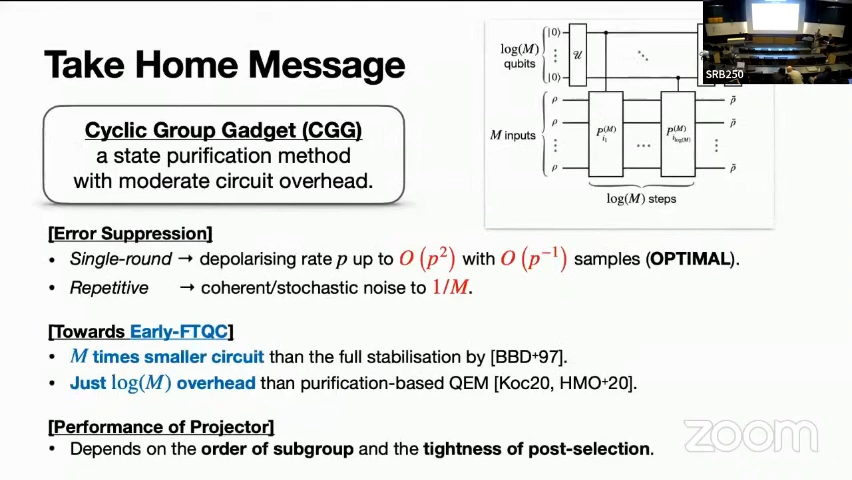 Take Home Message
Cyclic Group Gadget (CGG)
a state purification method
with moderate circuit overhead.
log(M)
qubits
|0⟩
⋮
|0⟩
𝒰
⋱
M inputs
ρ
ρ
⋮
ρ
P_{i_1}^{(M)}
⋯
P_{i_{log(M)}}^{(M)}
ρ̃
ρ̃
⋮
ρ̃
log(M) steps
SRB250
[Error Suppression]
• Single-round → depolarising rate p up to O(p²) with O(p⁻¹) samples (OPTIMAL).
• Repetitive → coherent/stochastic noise to 1/M.
[Towards Early-FTQC]
• M times smaller circuit than the full stabilisation by [BBD+97].
• Just log(M) overhead than purification-based QEM [Koc20, HMO+20].
[Performance of Projector]
• Depends on the order of subgroup and the tightness of post-selection.
zoom